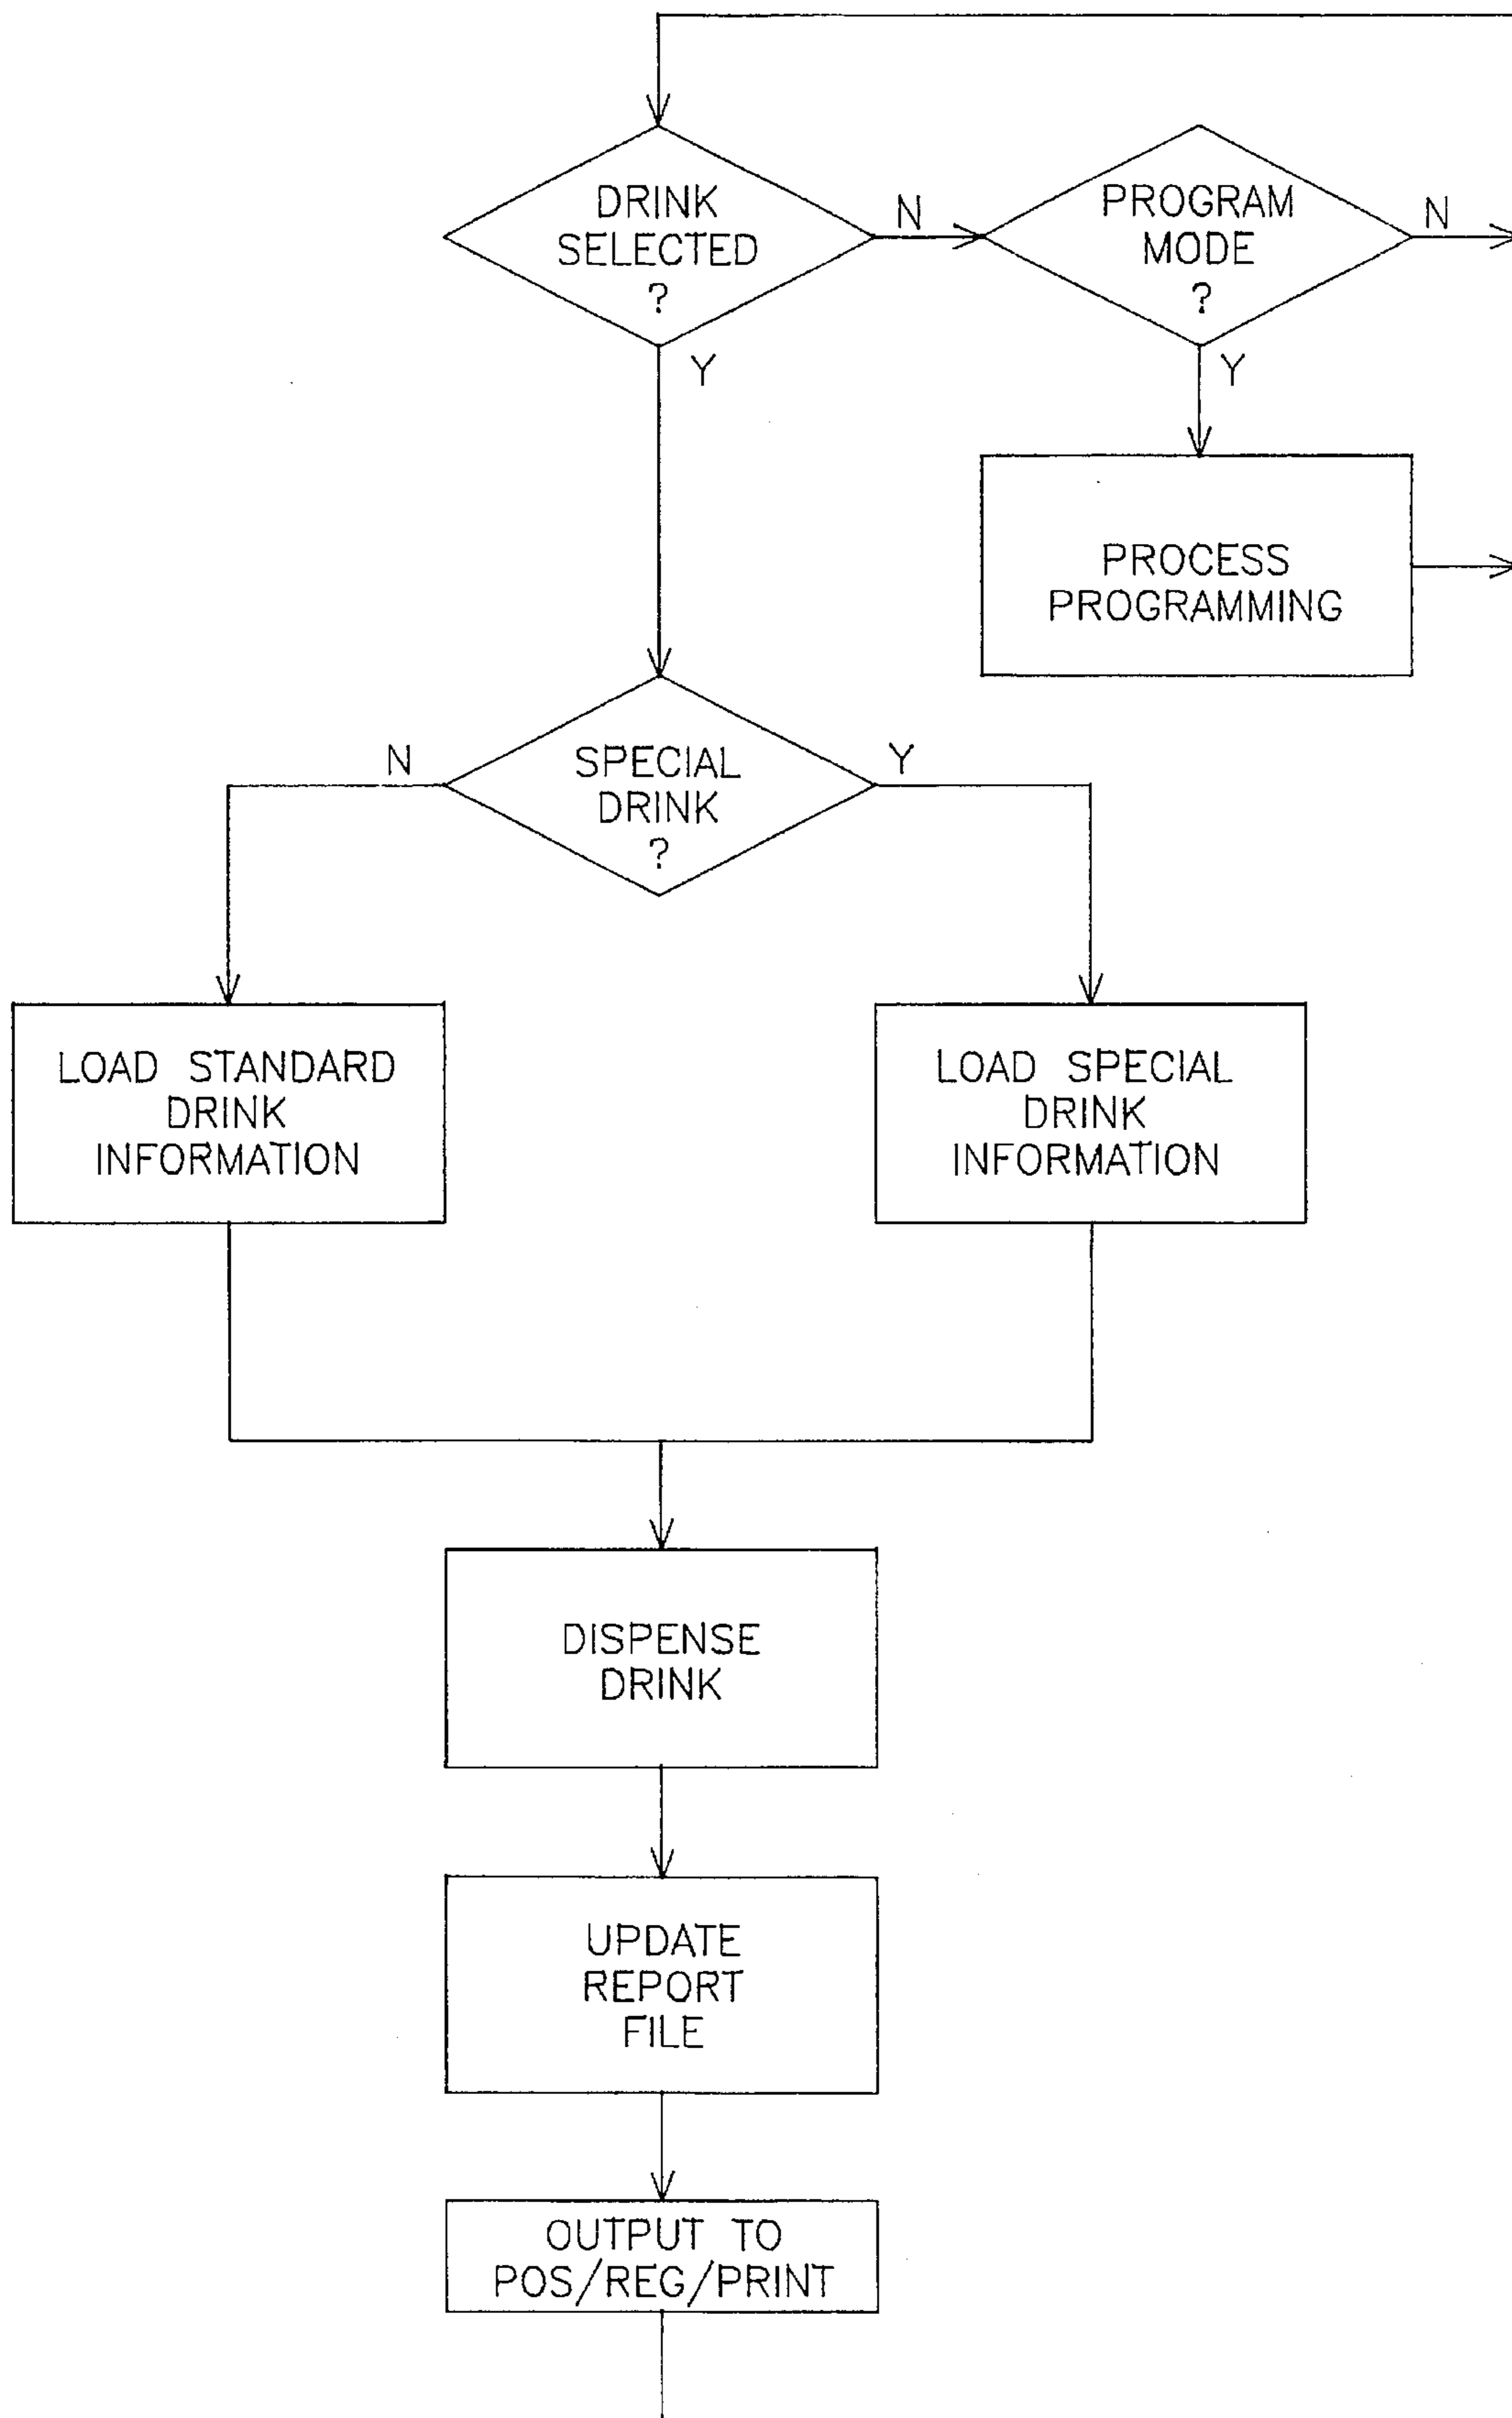 DRINK
SELECTED
?
N
Y
PROGRAM
MODE
?
N
Y
PROCESS
PROGRAMMING
SPECIAL
DRINK
?
N
Y
LOAD STANDARD
DRINK
INFORMATION
LOAD SPECIAL
DRINK
INFORMATION
DISPENSE
DRINK
UPDATE
REPORT
FILE
OUTPUT TO
POS/REG/PRINT